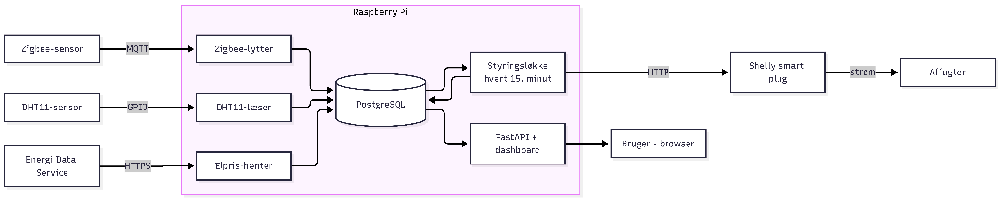 Raspberry Pi
Zigbee-sensor
MQTT
Zigbee-lytter
DHT11-sensor
GPIO
DHT11-læser
Energi Data
Service
HTTPS
Elpris-henter
PostgreSQL
Styringsløkke
hvert 15. minut
HTTP
Shelly smart
plug
strøm
Affugter
FastAPI +
dashboard
Bruger - browser